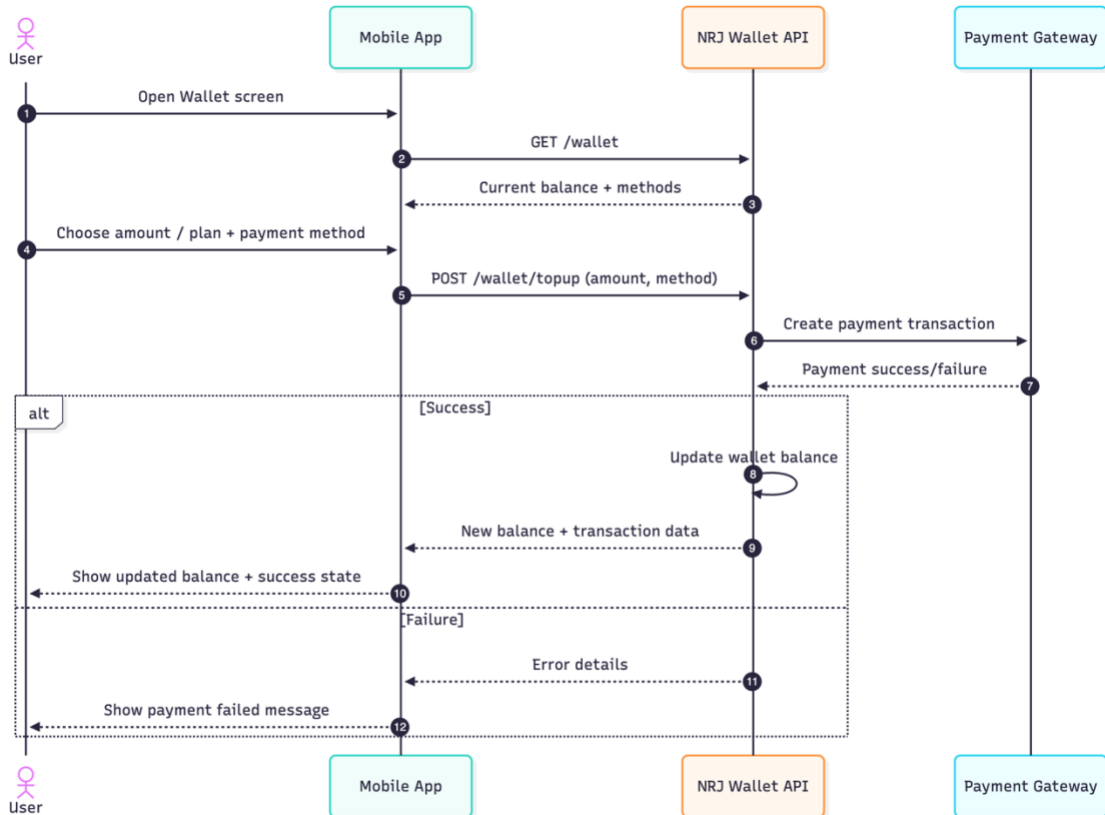 User
Mobile App
NRJ Wallet API
Payment Gateway
Open Wallet screen
1
GET /wallet
2
Current balance + methods
3
Choose amount / plan + payment method
4
POST /wallet/topup (amount, method)
5
Create payment transaction
6
Payment success/failure
7
alt
[Success]
Update wallet balance
8
New balance + transaction data
9
Show updated balance + success state
10
[Failure]
Error details
11
Show payment failed message
12
User
Mobile App
NRJ Wallet API
Payment Gateway